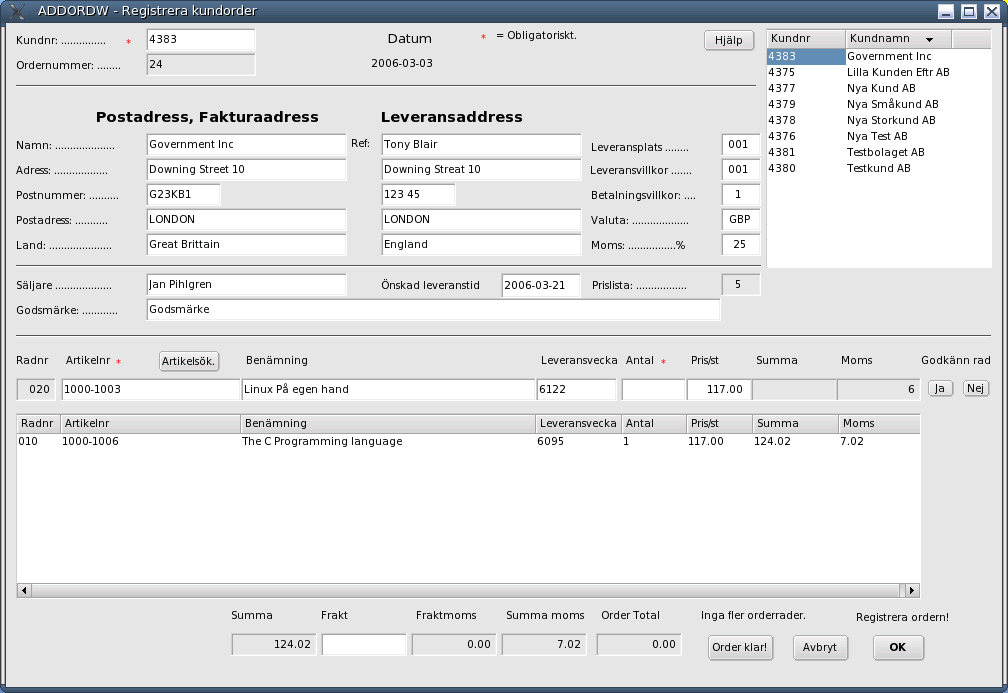 ADDORDW - Registrera kundorder
Kundnr: ............... * 4383 Datum * = Obligatoriskt. Hjälp
Ordernummer: ........ 24 2006-03-03
Kundnr Kundnamn
4383 Government Inc
4375 Lilla Kunden Eftr AB
4377 Nya Kund AB
4379 Nya Småkund AB
4378 Nya Storkund AB
4376 Nya Test AB
4381 Testbolaget AB
4380 Testkund AB
Postadress, Fakturaadress Leveransaddress
Namn: .................... Government Inc Ref: Tony Blair Leveransplats ........ 001
Adress: .................. Downing Street 10 Downing Streat 10 Leveransvillkor ....... 001
Postnummer: .......... G23KB1 123 45 Betalningsvillkor: .... 1
Postadress: ........... LONDON LONDON Valuta: ................... GBP
Land: ..................... Great Brittain England Moms: ................% 25
Säljare ................... Jan Pihlgren Önskad leveranstid 2006-03-21 Prislista: ................. 5
Godsmärke: ............ Godsmärke
Radnr Artikelnr * Artikelsök. Benämning Leveransvecka Antal * Pris/st Summa Moms Godkänn rad
020 1000-1003 Linux På egen hand 6122 117.00 6 Ja Nej
Radnr Artikelnr Benämning Leveransvecka Antal Pris/st Summa Moms
010 1000-1006 The C Programming language 6095 1 117.00 124.02 7.02
Summa Frakt Fraktmoms Summa moms Order Total Inga fler orderrader. Registrera ordern!
124.02 0.00 7.02 0.00 Order klar! Avbryt OK